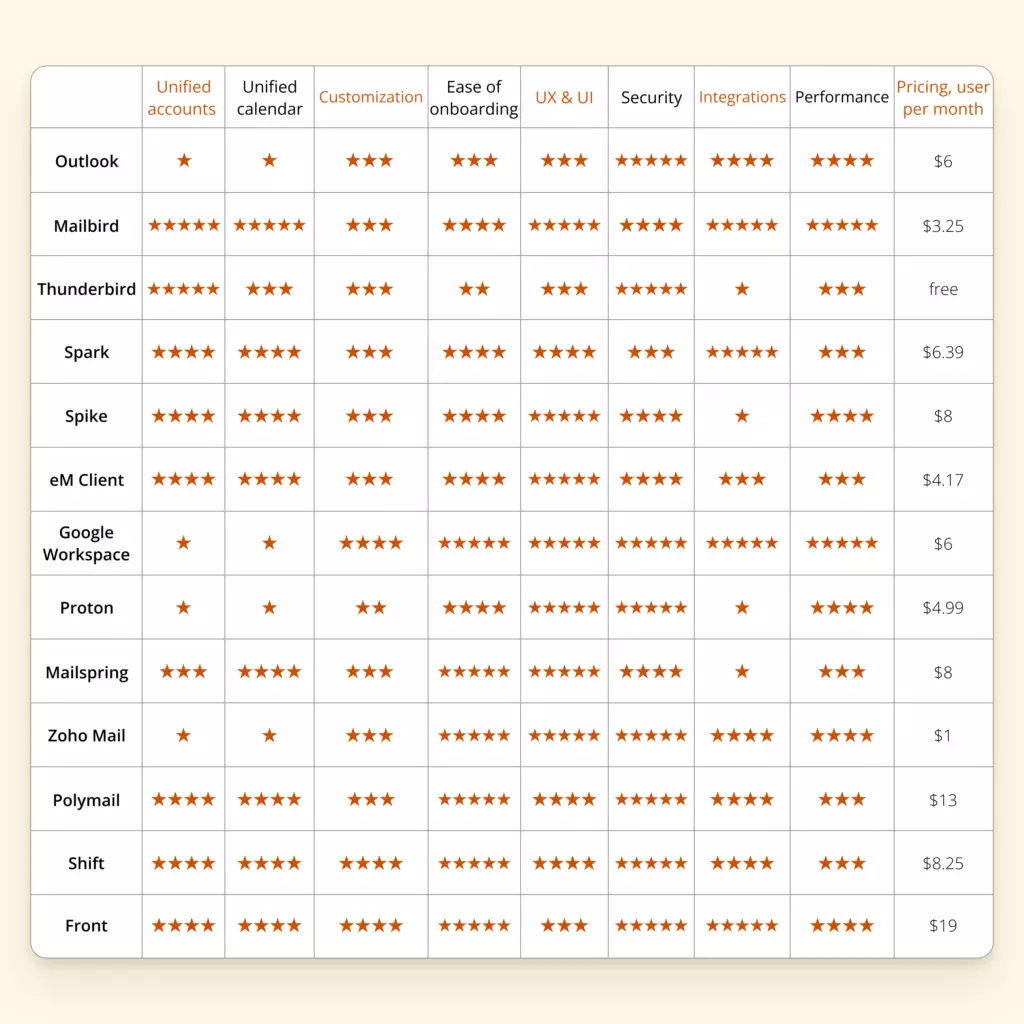 Unified accounts Unified calendar Customization Ease of onboarding UX & UI Security Integrations Performance Pricing, user per month
Outlook ★ ★ ★★★ ★★★ ★★★ ★★★★★ ★★★★ ★★★★ $6
Mailbird ★★★★★ ★★★★★ ★★★ ★★★★ ★★★★★ ★★★★ ★★★★★ ★★★★★ $3.25
Thunderbird ★★★★★ ★★★ ★★★ ★★ ★★★ ★★★★★ ★ ★★★ free
Spark ★★★★ ★★★★ ★★★ ★★★★ ★★★★ ★★★ ★★★★★ ★★★ $6.39
Spike ★★★★ ★★★★ ★★★ ★★★★ ★★★★★ ★★★★ ★ ★★★★ $8
eM Client ★★★★ ★★★★ ★★★ ★★★★ ★★★★★ ★★★★ ★★★ ★★★ $4.17
Google Workspace ★ ★ ★★★★ ★★★★★ ★★★★★ ★★★★★ ★★★★★ ★★★★★ $6
Proton ★ ★ ★★ ★★★★ ★★★★★ ★★★★★ ★ ★★★★ $4.99
Mailspring ★★★ ★★★★ ★★★ ★★★★★ ★★★★★ ★★★★ ★ ★★★ $8
Zoho Mail ★ ★ ★★★ ★★★★★ ★★★★★ ★★★★★ ★★★★ ★★★★ $1
Polymail ★★★★ ★★★★ ★★★ ★★★★★ ★★★★ ★★★★★ ★★★★ ★★★ $13
Shift ★★★★ ★★★★ ★★★★ ★★★★★ ★★★★ ★★★★★ ★★★★ ★★★ $8.25
Front ★★★★ ★★★★ ★★★★ ★★★★★ ★★★ ★★★★★ ★★★★★ ★★★★ $19